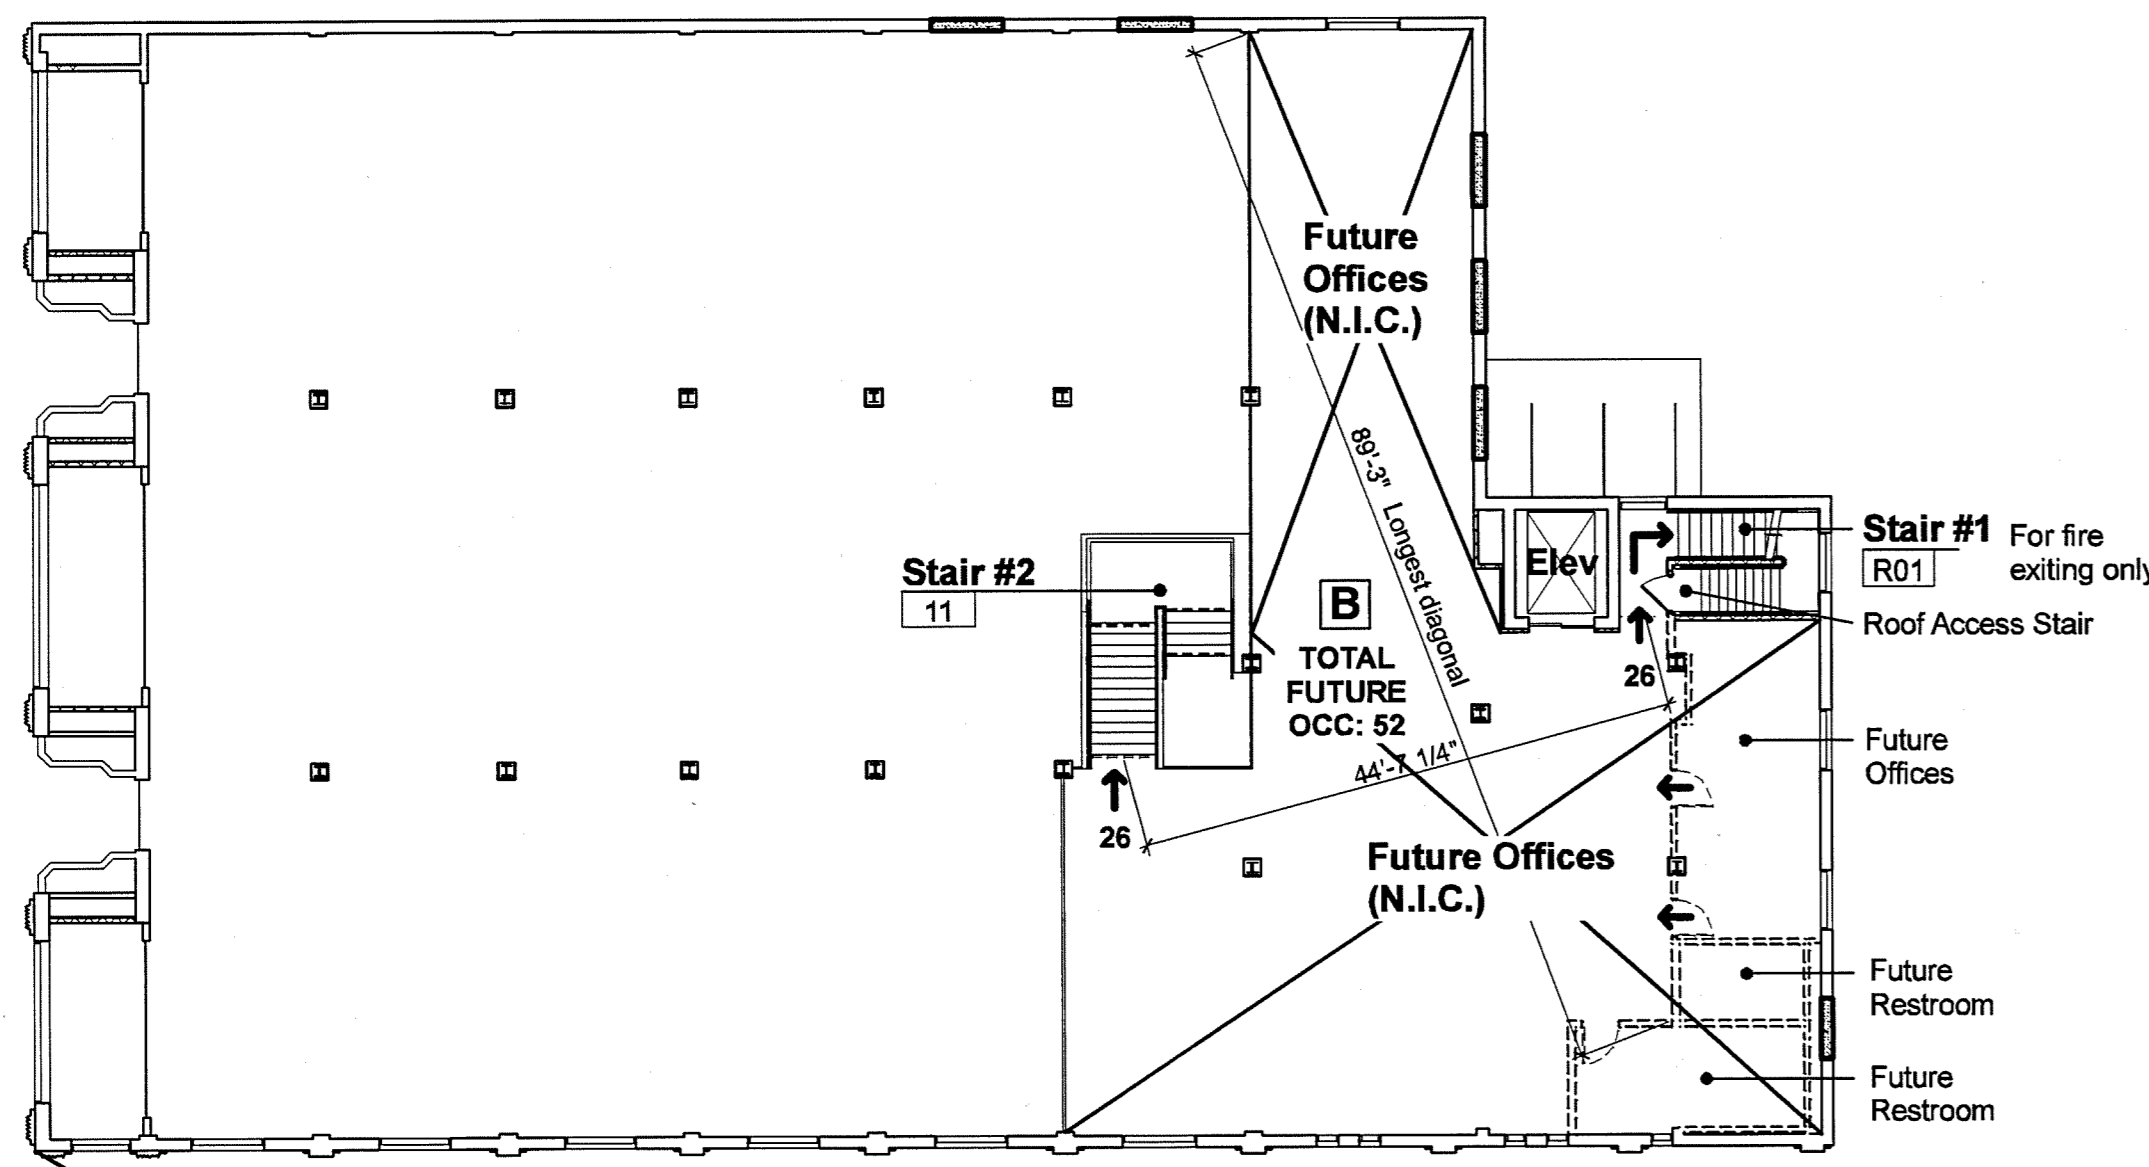 Future
Offices
(N.I.C.)
89'-3" Longest diagonal
Stair #2
11
B
TOTAL
FUTURE
OCC: 52
Elev
Stair #1
R01
For fire
exiting only
Roof Access Stair
26
44'-7 1/4"
26
Future
Offices
Future Offices
(N.I.C.)
Future
Restroom
Future
Restroom